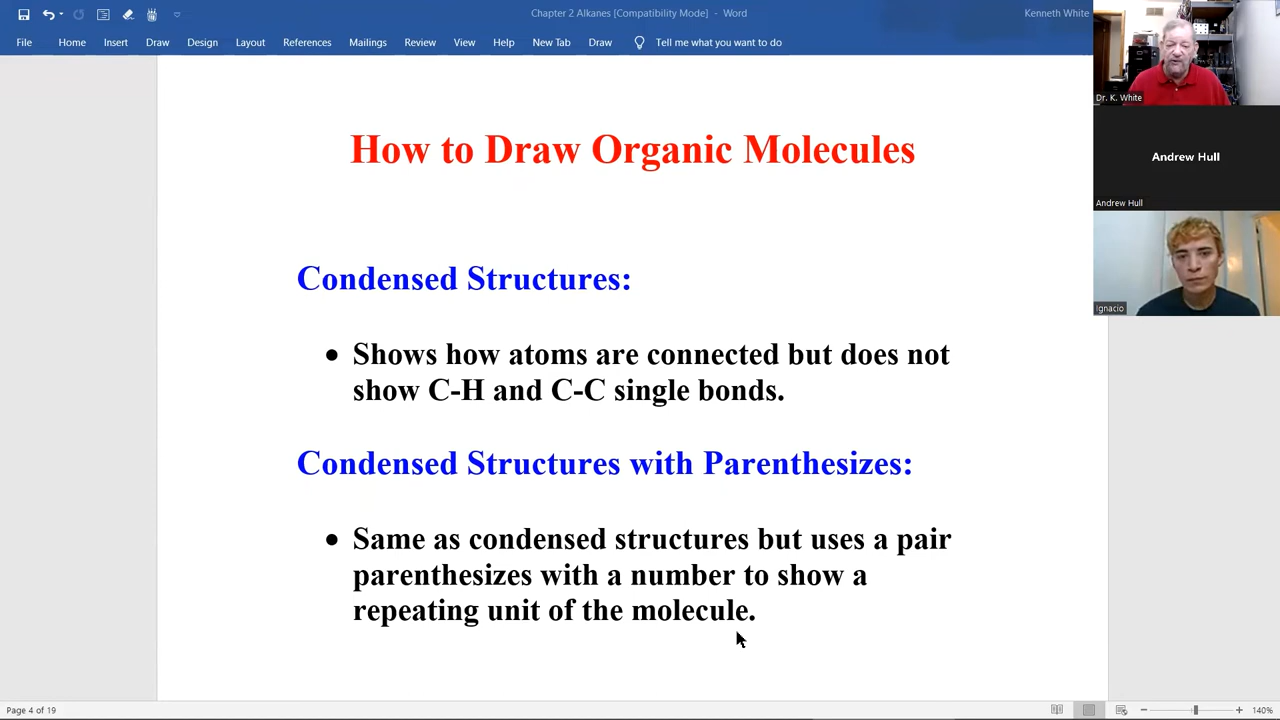 Chapter 2 Alkanes [Compatibility Mode] - Word
Kenneth White
File Home Insert Draw Design Layout References Mailings Review View Help New Tab Draw Tell me what you want to do
Dr. K. White
Andrew Hull
Andrew Hull
Ignacio
How to Draw Organic Molecules
Condensed Structures:
• Shows how atoms are connected but does not
show C-H and C-C single bonds.
Condensed Structures with Parenthesizes:
• Same as condensed structures but uses a pair
parenthesizes with a number to show a
repeating unit of the molecule.
Page 4 of 19
140%